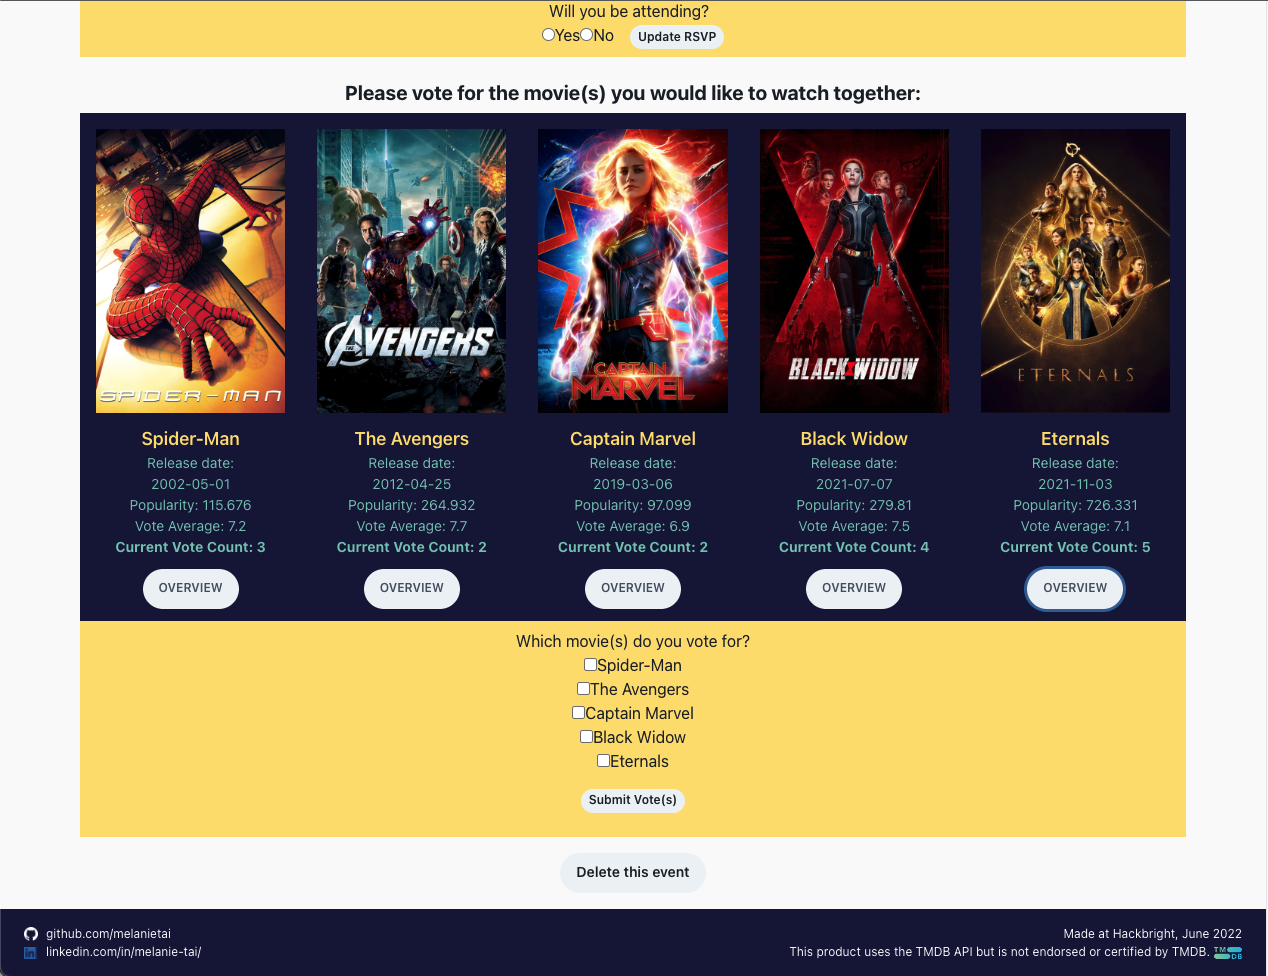 Will you be attending?
Yes No Update RSVP
Please vote for the movie(s) you would like to watch together:
SPIDER-MAN
THE AVENGERS
CAPTAIN MARVEL
BLACK WIDOW
ETERNALS
Spider-Man
Release date:
2002-05-01
Popularity: 115.676
Vote Average: 7.2
Current Vote Count: 3
OVERVIEW
The Avengers
Release date:
2012-04-25
Popularity: 264.932
Vote Average: 7.7
Current Vote Count: 2
OVERVIEW
Captain Marvel
Release date:
2019-03-06
Popularity: 97.099
Vote Average: 6.9
Current Vote Count: 2
OVERVIEW
Black Widow
Release date:
2021-07-07
Popularity: 279.81
Vote Average: 7.5
Current Vote Count: 4
OVERVIEW
Eternals
Release date:
2021-11-03
Popularity: 726.331
Vote Average: 7.1
Current Vote Count: 5
OVERVIEW
Which movie(s) do you vote for?
Spider-Man
The Avengers
Captain Marvel
Black Widow
Eternals
Submit Vote(s)
Delete this event
github.com/melanietai
linkedin.com/in/melanie-tai/
Made at Hackbright, June 2022
This product uses the TMDB API but is not endorsed or certified by TMDB. TMDB